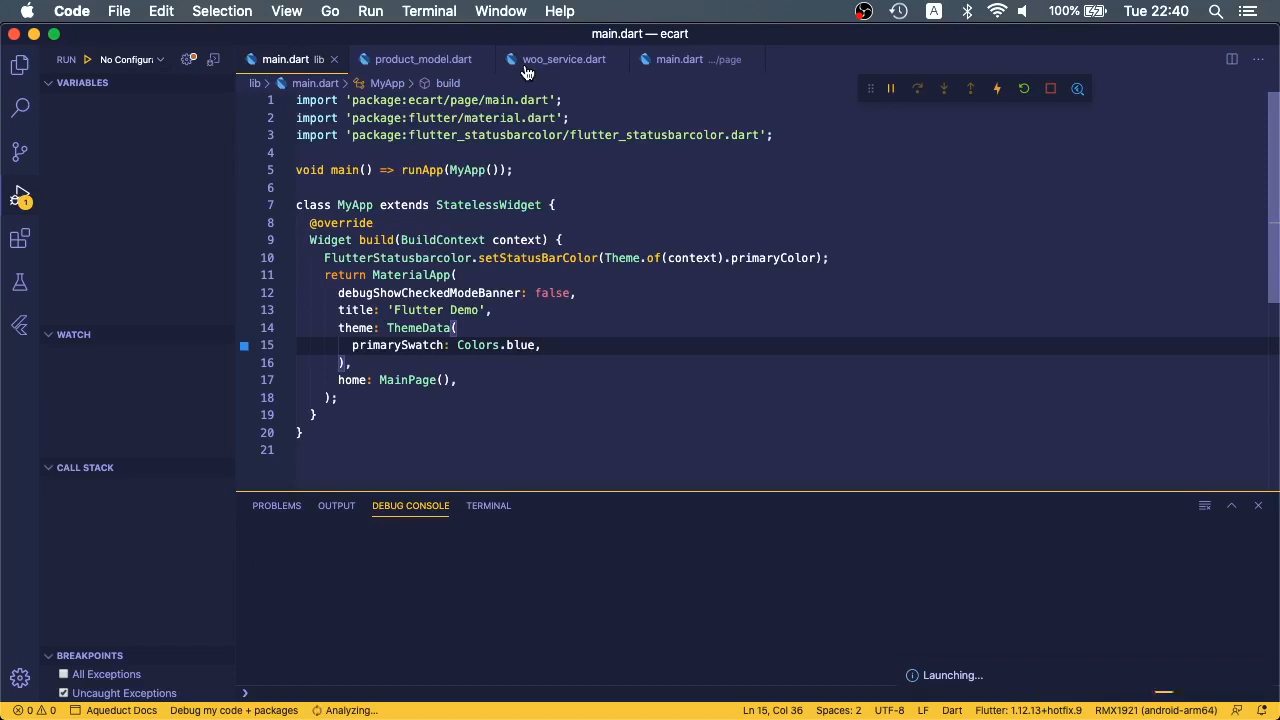 Code File Edit Selection View Go Run Terminal Window Help A 100% Tue 22:40
main.dart — ecart
RUN No Configura main.dart lib product_model.dart woo_service.dart main.dart .../page
lib > main.dart > MyApp > build
VARIABLES
WATCH
CALL STACK
BREAKPOINTS
All Exceptions
Uncaught Exceptions
1
1 import 'package:ecart/page/main.dart';
2 import 'package:flutter/material.dart';
3 import 'package:flutter_statusbarcolor/flutter_statusbarcolor.dart';
4
5 void main() => runApp(MyApp());
6
7 class MyApp extends StatelessWidget {
8 @override
9 Widget build(BuildContext context) {
10 FlutterStatusbarcolor.setStatusBarColor(Theme.of(context).primaryColor);
11 return MaterialApp(
12 debugShowCheckedModeBanner: false,
13 title: 'Flutter Demo',
14 theme: ThemeData(
15 primarySwatch: Colors.blue,
16 ),
17 home: MainPage(),
18 );
19 }
20 }
21
PROBLEMS OUTPUT DEBUG CONSOLE TERMINAL
Launching...
0 0 Aqueduct Docs Debug my code + packages Analyzing... Ln 15, Col 36 Spaces: 2 UTF-8 LF Dart Flutter: 1.12.13+hotfix.9 RMX1921 (android-arm64)